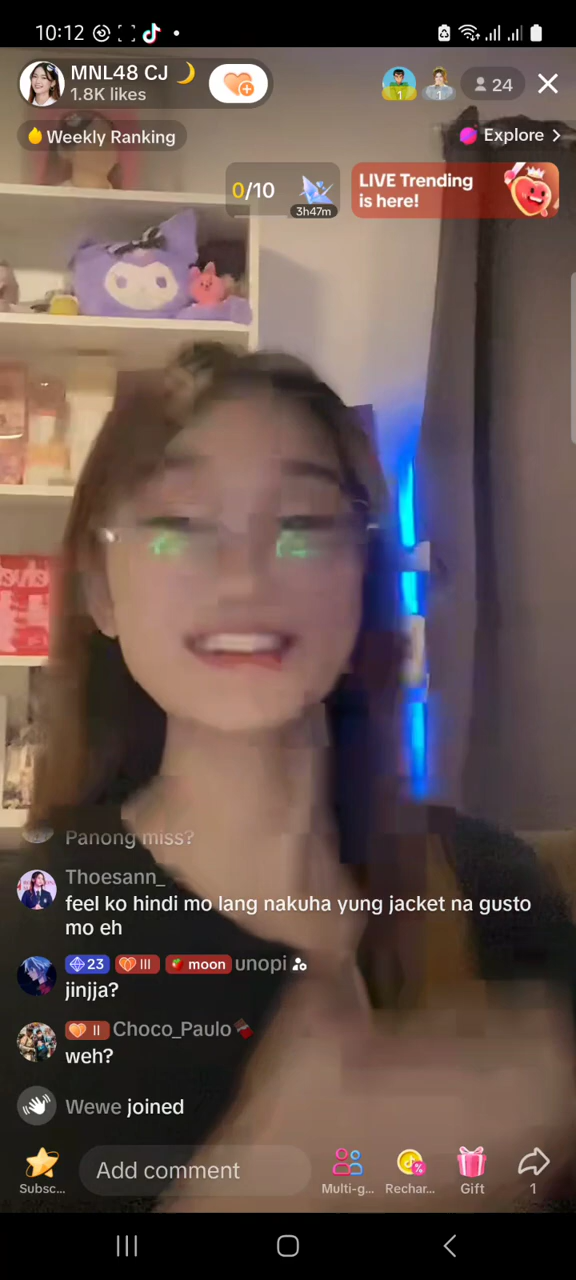 10:12
MNL48 CJ 🌙
1.8K likes
1
1
24
Weekly Ranking
Explore >
0/10
3h47m
LIVE Trending
is here!
Panong miss?
Thoesann_
feel ko hindi mo lang nakuha yung jacket na gusto
mo eh
23 III moon unopi
jinjja?
II Choco_Paulo🍫
weh?
Wewe joined
Subsc...
Add comment
Multi-g...
Rechar...
Gift
1